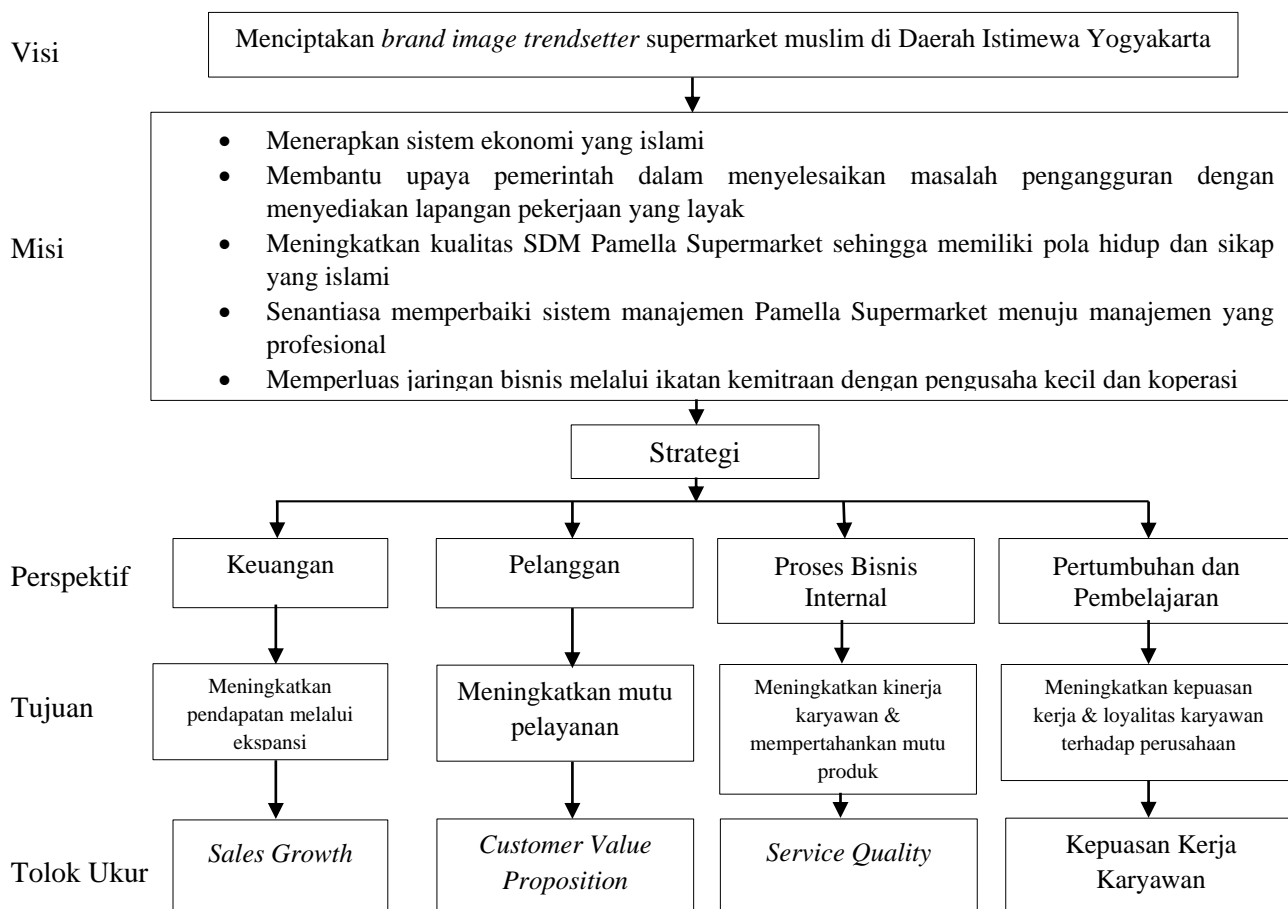 Visi
Menciptakan brand image trendsetter supermarket muslim di Daerah Istimewa Yogyakarta
Misi
• Menerapkan sistem ekonomi yang islami
• Membantu upaya pemerintah dalam menyelesaikan masalah pengangguran dengan
menyediakan lapangan pekerjaan yang layak
• Meningkatkan kualitas SDM Pamella Supermarket sehingga memiliki pola hidup dan sikap
yang islami
• Senantiasa memperbaiki sistem manajemen Pamella Supermarket menuju manajemen yang
profesional
• Memperluas jaringan bisnis melalui ikatan kemitraan dengan pengusaha kecil dan koperasi
Strategi
Perspektif
Keuangan
Pelanggan
Proses Bisnis
Internal
Pertumbuhan dan
Pembelajaran
Tujuan
Meningkatkan
pendapatan melalui
ekspansi
Meningkatkan mutu
pelayanan
Meningkatkan kinerja
karyawan &
mempertahankan mutu
produk
Meningkatkan kepuasan
kerja & loyalitas karyawan
terhadap perusahaan
Tolok Ukur
Sales Growth
Customer Value
Proposition
Service Quality
Kepuasan Kerja
Karyawan